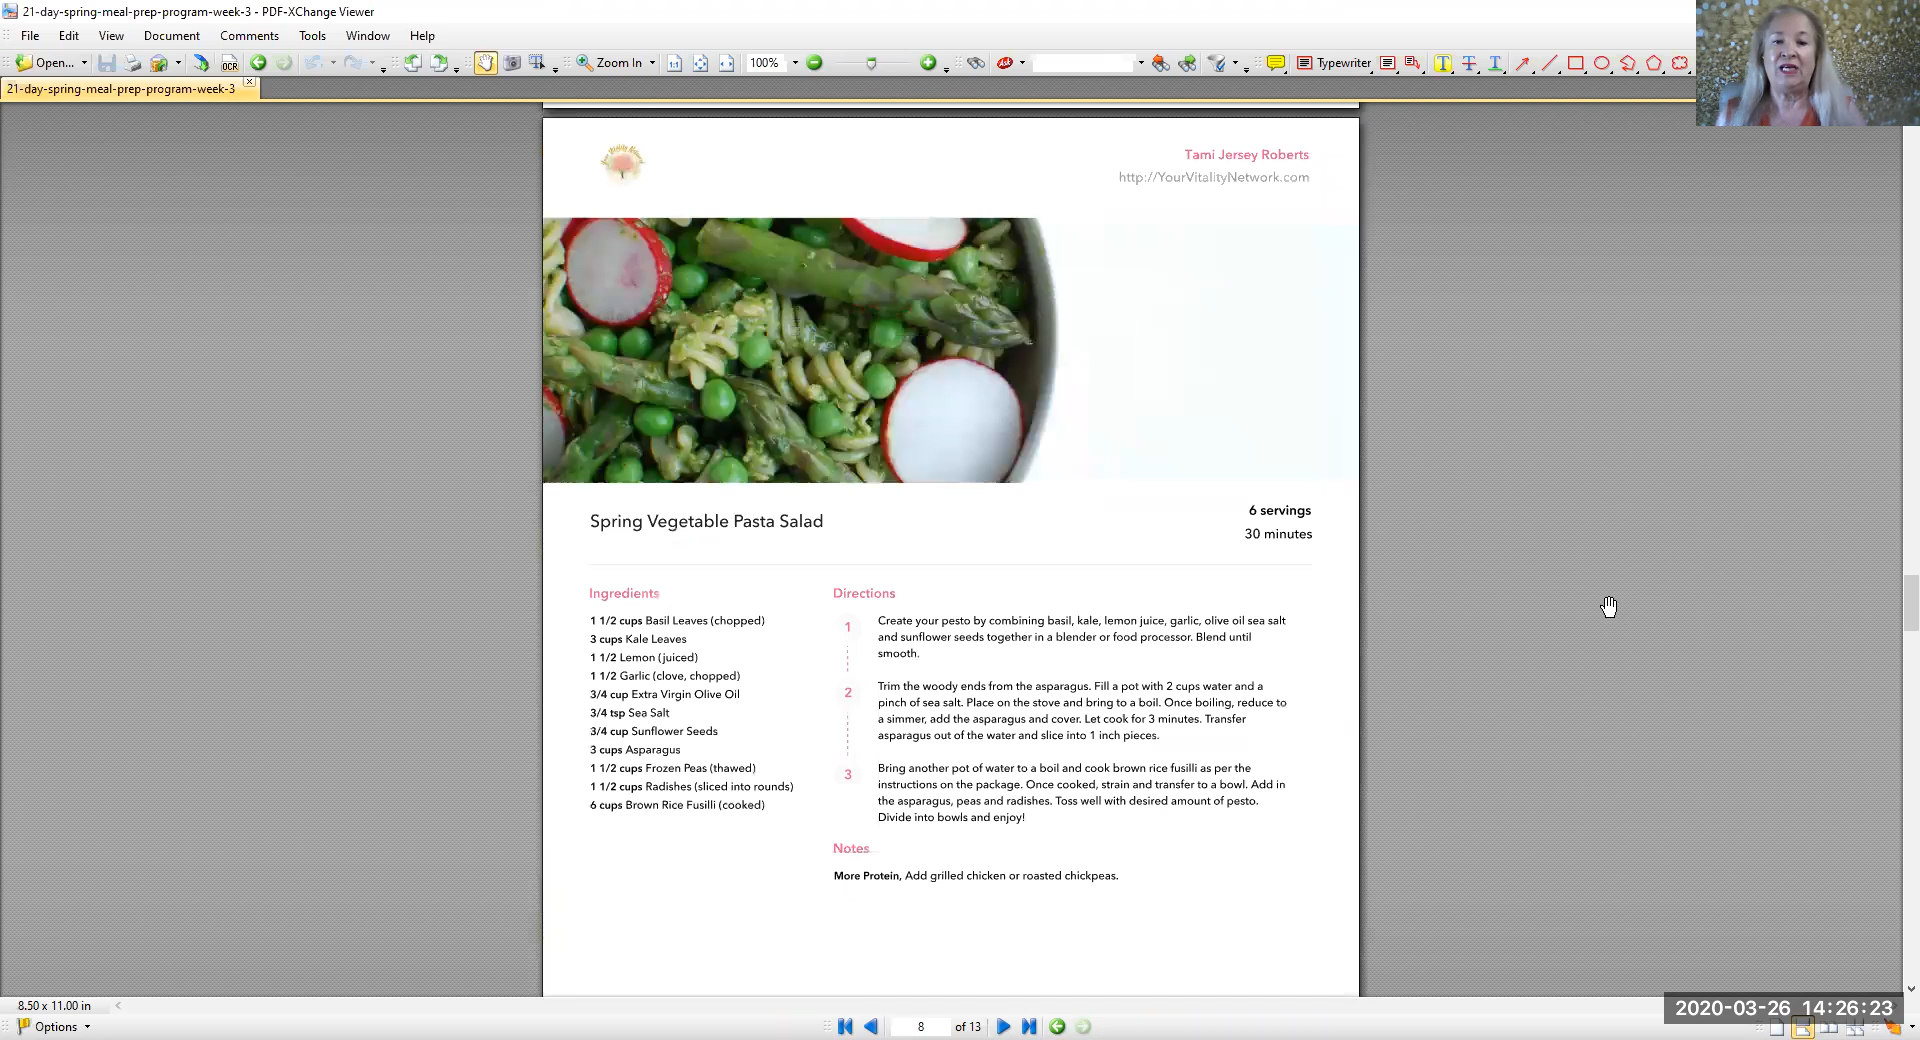 21-day-spring-meal-prep-program-week-3 - PDF-XChange Viewer
File Edit View Document Comments Tools Window Help
Open... OCR Zoom In 100% Typewriter
21-day-spring-meal-prep-program-week-3
Tami Jersey Roberts
http://YourVitalityNetwork.com
Spring Vegetable Pasta Salad
6 servings
30 minutes
Ingredients
1 1/2 cups Basil Leaves (chopped)
3 cups Kale Leaves
1 1/2 Lemon (juiced)
1 1/2 Garlic (clove, chopped)
3/4 cup Extra Virgin Olive Oil
3/4 tsp Sea Salt
3/4 cup Sunflower Seeds
3 cups Asparagus
1 1/2 cups Frozen Peas (thawed)
1 1/2 cups Radishes (sliced into rounds)
6 cups Brown Rice Fusilli (cooked)
Directions
1 Create your pesto by combining basil, kale, lemon juice, garlic, olive oil sea salt
and sunflower seeds together in a blender or food processor. Blend until
smooth.
2 Trim the woody ends from the asparagus. Fill a pot with 2 cups water and a
pinch of sea salt. Place on the stove and bring to a boil. Once boiling, reduce to
a simmer, add the asparagus and cover. Let cook for 3 minutes. Transfer
asparagus out of the water and slice into 1 inch pieces.
3 Bring another pot of water to a boil and cook brown rice fusilli as per the
instructions on the package. Once cooked, strain and transfer to a bowl. Add in
the asparagus, peas and radishes. Toss well with desired amount of pesto.
Divide into bowls and enjoy!
Notes
More Protein, Add grilled chicken or roasted chickpeas.
8.50 x 11.00 in
2020-03-26 14:26:23
Options 8 of 13